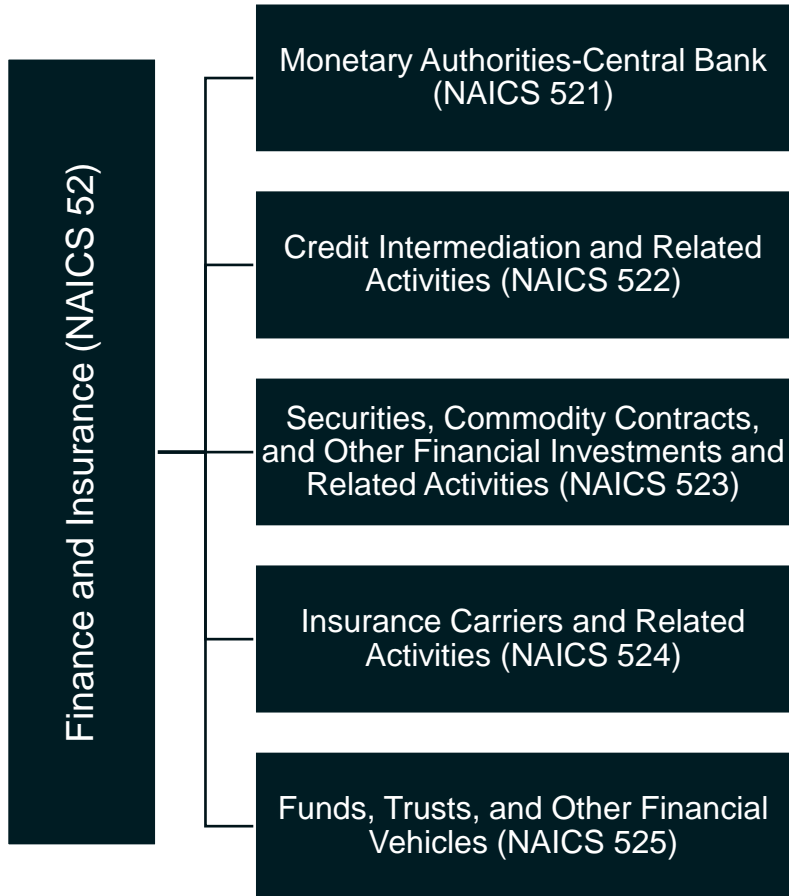 Finance and Insurance (NAICS 52)
Monetary Authorities-Central Bank
(NAICS 521)
Credit Intermediation and Related
Activities (NAICS 522)
Securities, Commodity Contracts,
and Other Financial Investments and
Related Activities (NAICS 523)
Insurance Carriers and Related
Activities (NAICS 524)
Funds, Trusts, and Other Financial
Vehicles (NAICS 525)